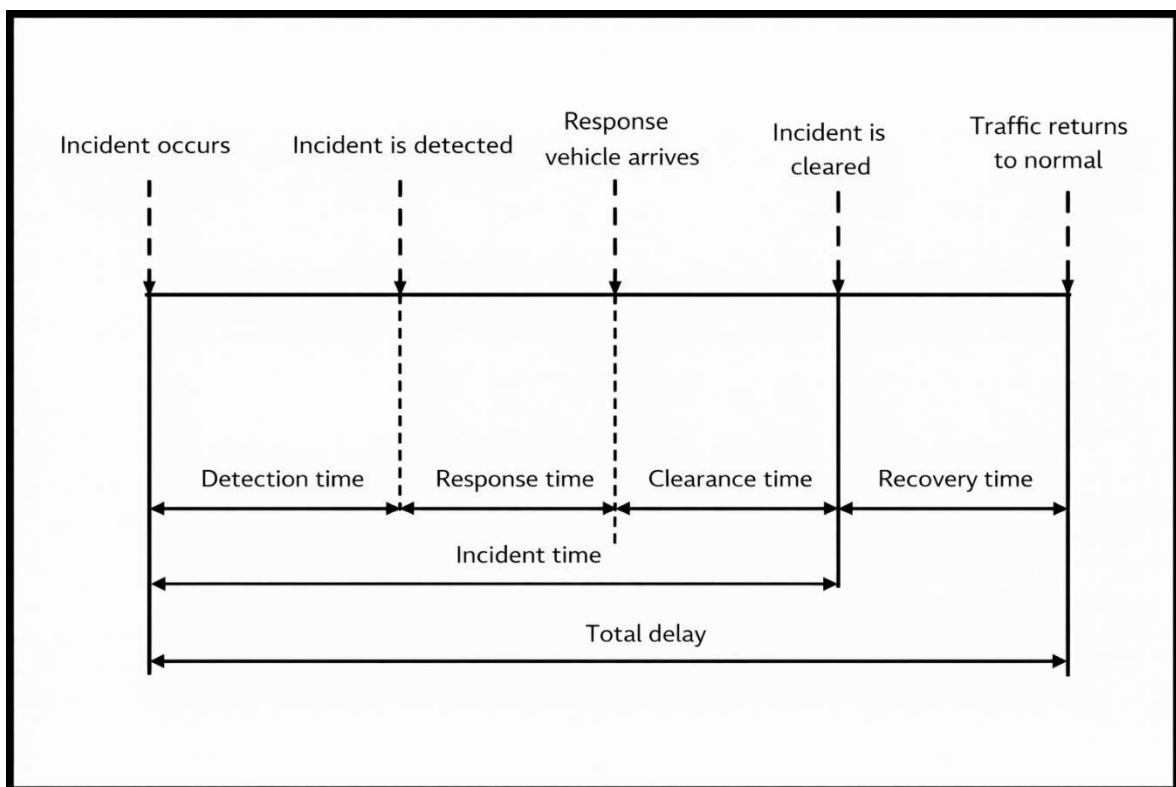 Incident occurs
Incident is detected
Response
vehicle arrives
Incident is
cleared
Traffic returns
to normal
Detection time
Response time
Clearance time
Recovery time
Incident time
Total delay